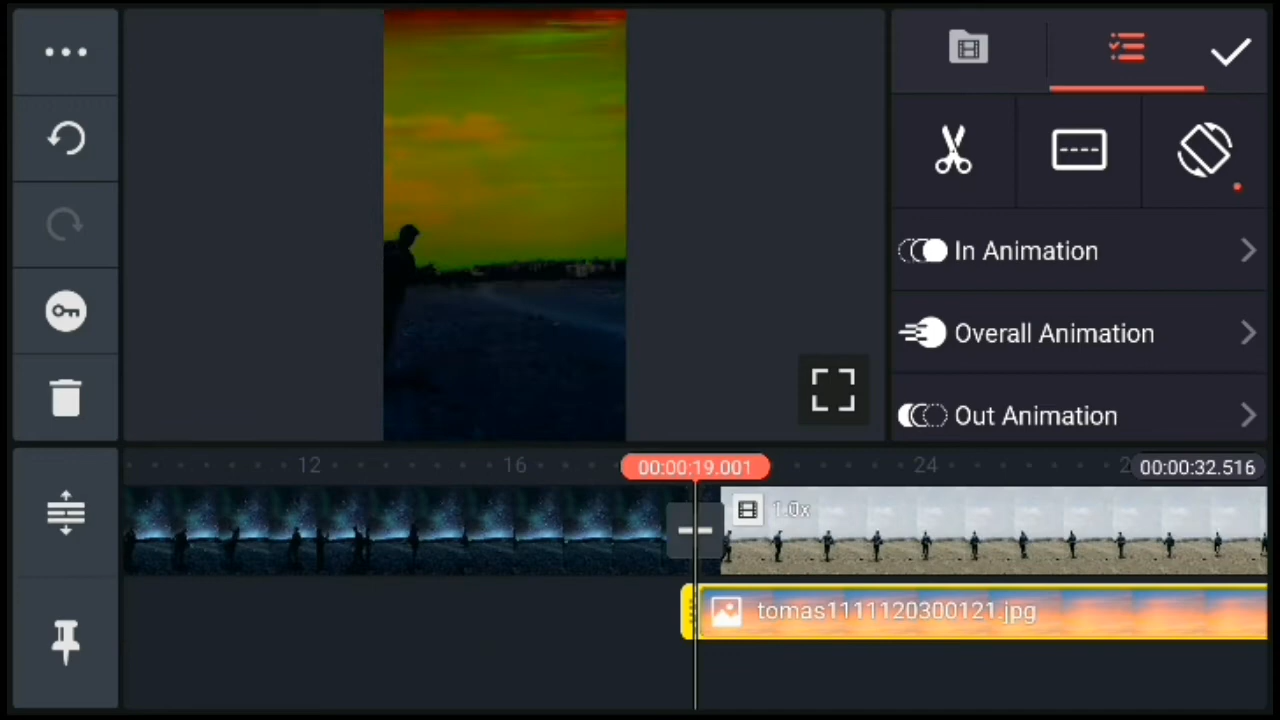 In Animation
Overall Animation
Out Animation
12
16
00:00:19.001
24
2
00:00:32.516
1.0x
tomas1111120300121.jpg